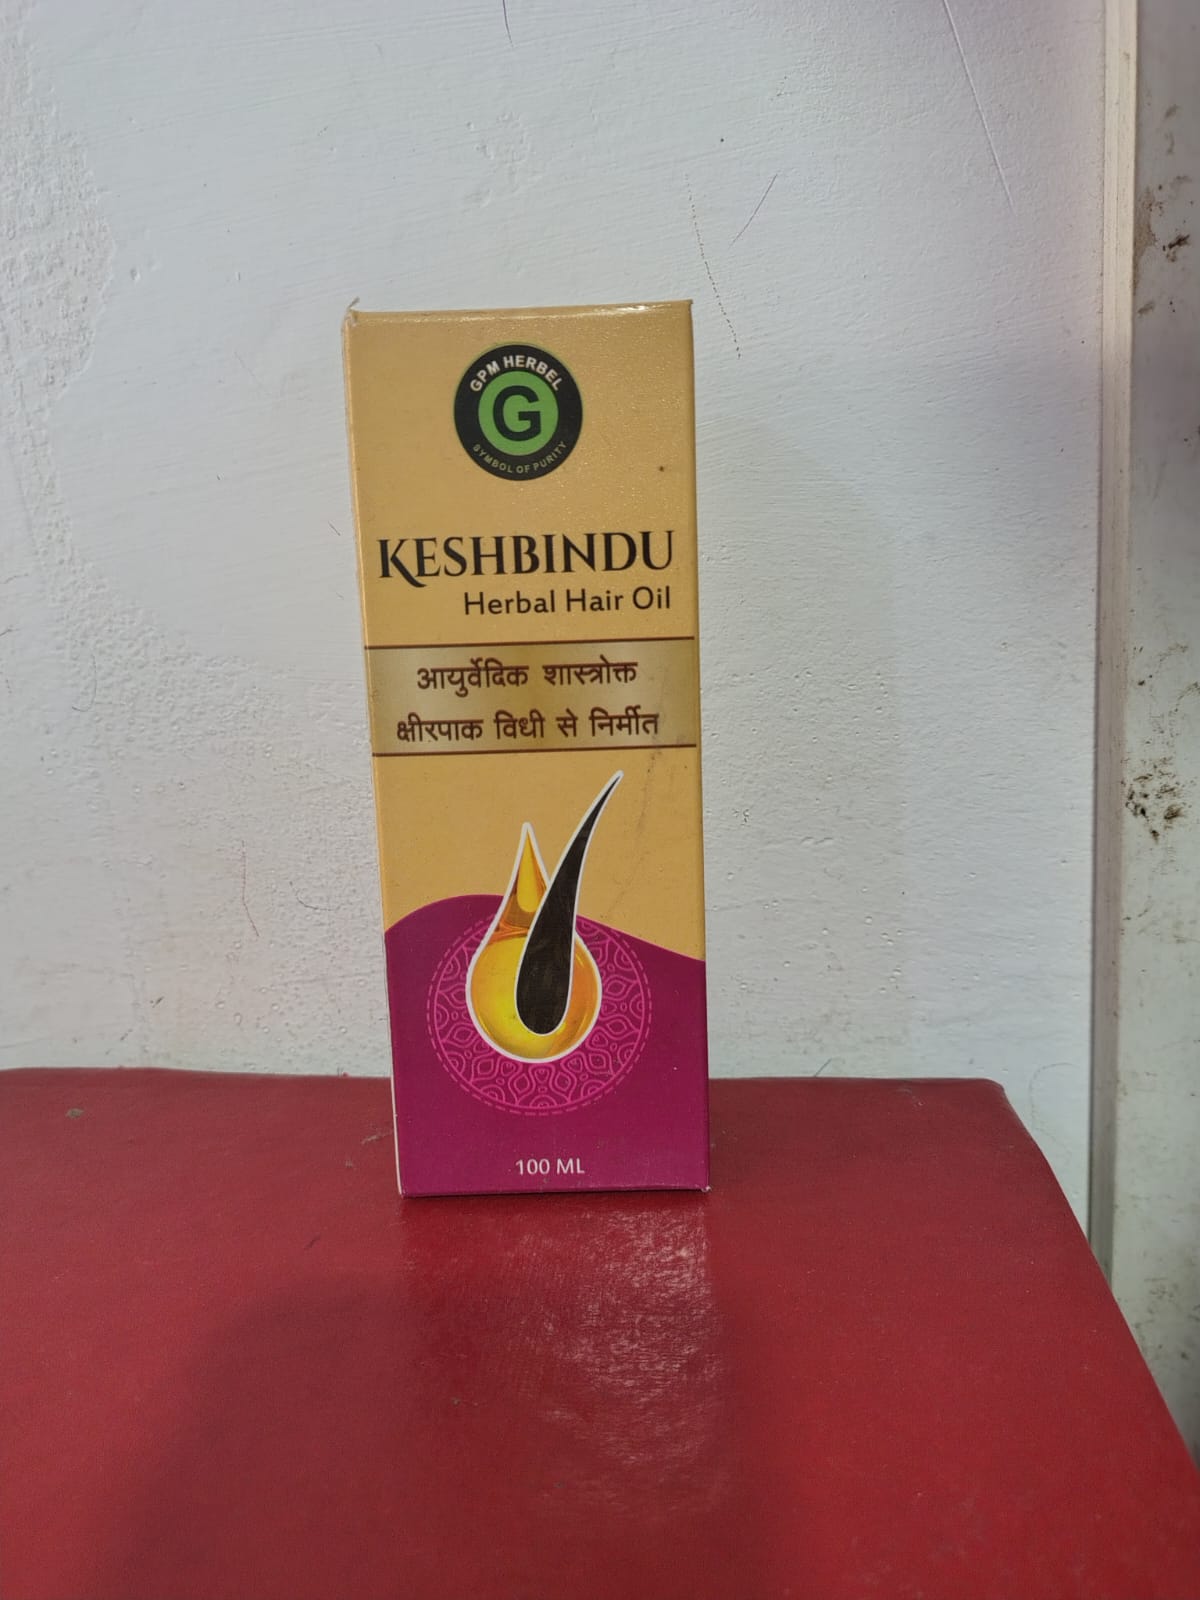 GPM HERBEL
G
SYMBOL OF PURITY
KESHBINDU
Herbal Hair Oil
आयुर्वेदिक शास्त्रोक्त
क्षीरपाक विधी से निर्मीत
100 ML